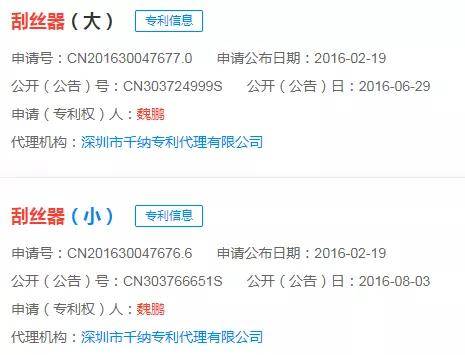 刮丝器（大） 专利信息
申请号：CN201630047677.0 申请公布日期：2016-02-19
公开（公告）号：CN303724999S 公开（公告）日：2016-06-29
申请（专利权）人：魏鹏
代理机构：深圳市千纳专利代理有限公司
刮丝器（小） 专利信息
申请号：CN201630047676.6 申请公布日期：2016-02-19
公开（公告）号：CN303766651S 公开（公告）日：2016-08-03
申请（专利权）人：魏鹏
代理机构：深圳市千纳专利代理有限公司